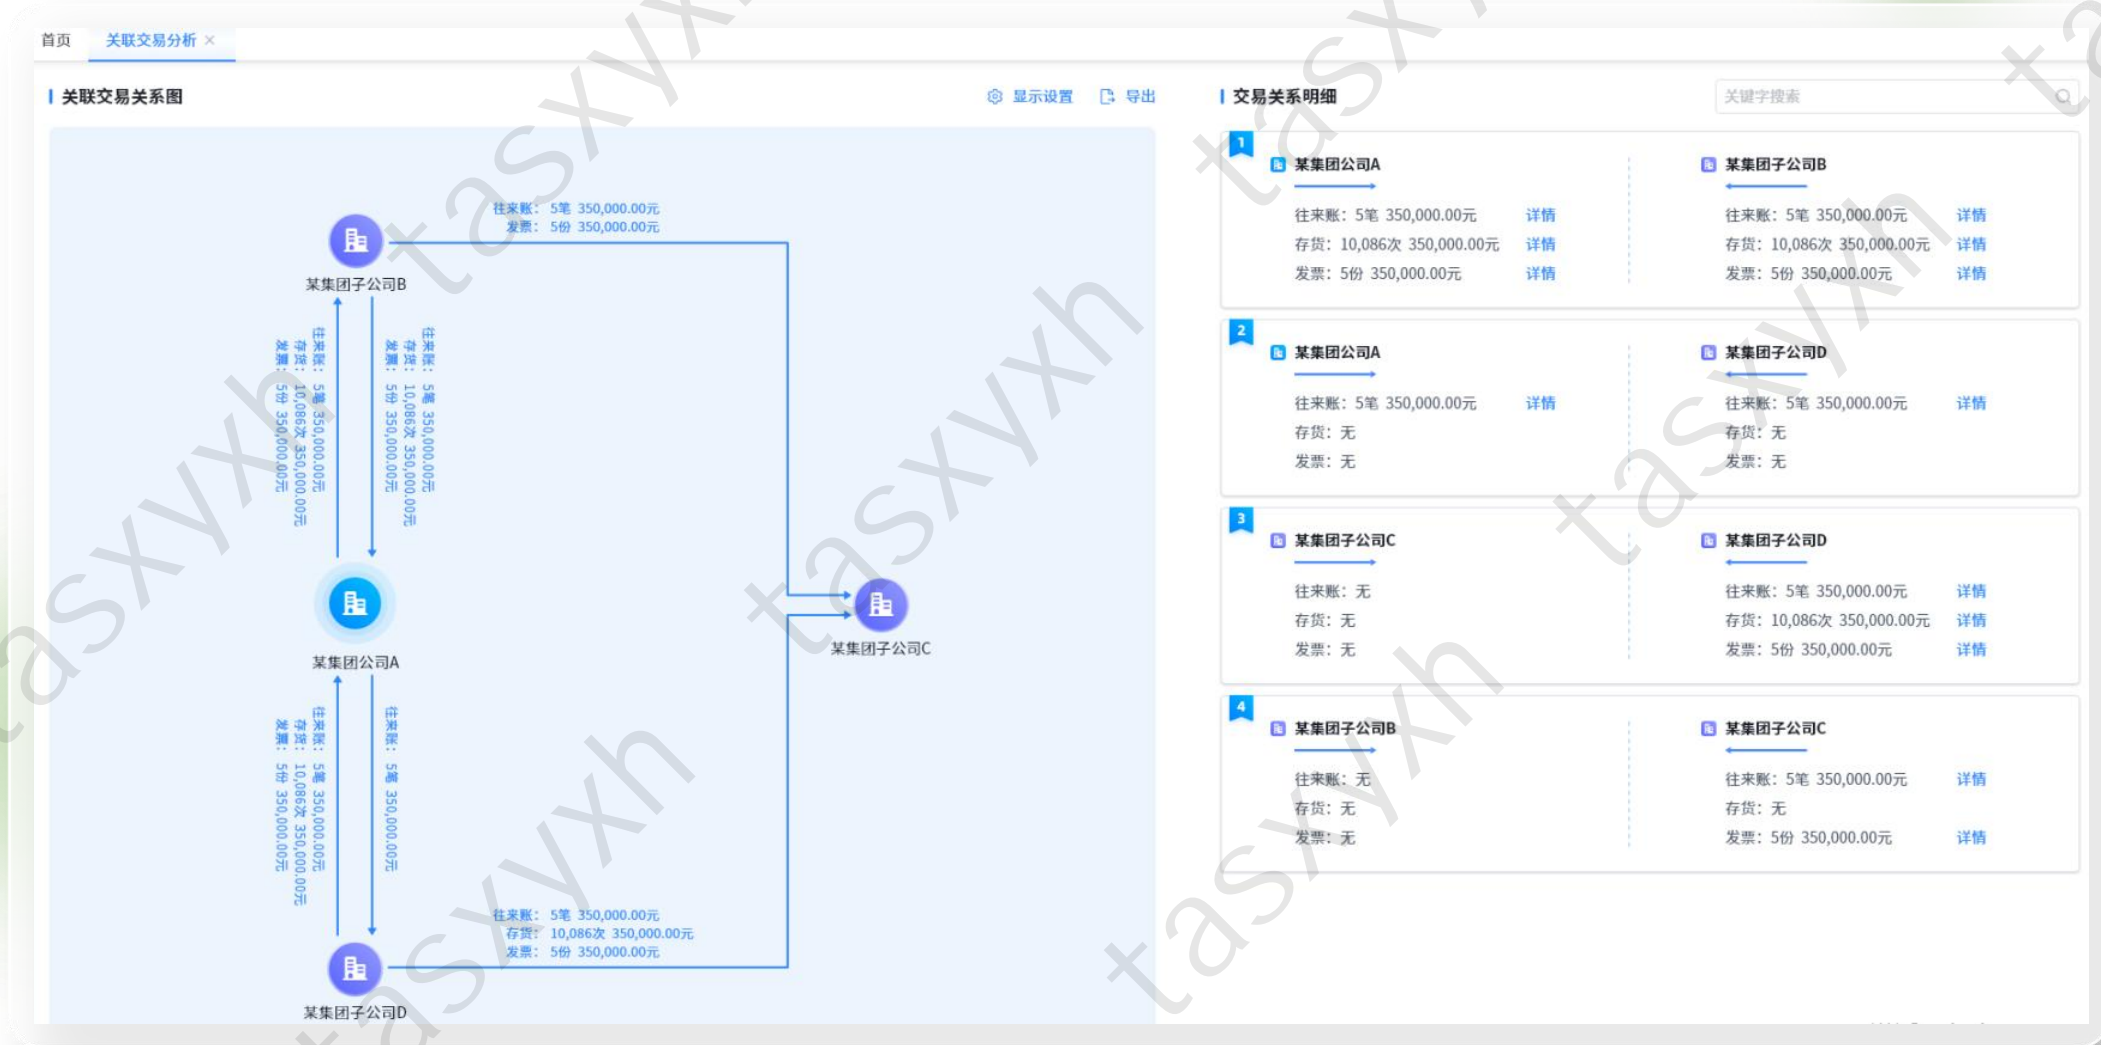 首页
关联交易分析 ×
关联交易关系图
显示设置
导出
往来账： 5笔 350,000.00元
发票： 5份 350,000.00元
某集团子公司B
往来账： 5笔 350,000.00元
存货： 10,086次 350,000.00元
发票： 5份 350,000.00元
往来账： 5笔 350,000.00元
存货： 10,086次 350,000.00元
发票： 5份 350,000.00元
某集团公司A
某集团子公司C
往来账： 5笔 350,000.00元
存货： 10,086次 350,000.00元
发票： 5份 350,000.00元
往来账： 5笔 350,000.00元
往来账： 5笔 350,000.00元
存货： 10,086次 350,000.00元
发票： 5份 350,000.00元
某集团子公司D
交易关系明细
关键字搜索
1
某集团公司A
往来账：5笔 350,000.00元 详情
存货：10,086次 350,000.00元 详情
发票：5份 350,000.00元 详情
某集团子公司B
往来账：5笔 350,000.00元 详情
存货：10,086次 350,000.00元 详情
发票：5份 350,000.00元 详情
2
某集团公司A
往来账：5笔 350,000.00元 详情
存货：无
发票：无
某集团子公司D
往来账：5笔 350,000.00元 详情
存货：无
发票：无
3
某集团子公司C
往来账：无
存货：无
发票：无
某集团子公司D
往来账：5笔 350,000.00元 详情
存货：10,086次 350,000.00元 详情
发票：5份 350,000.00元 详情
4
某集团子公司B
往来账：无
存货：无
发票：无
某集团子公司C
往来账：5笔 350,000.00元 详情
存货：无
发票：5份 350,000.00元 详情
tasxyxh
tasxyxh
tasxyxh
tasxyxh
tasxyxh
tasxyxh